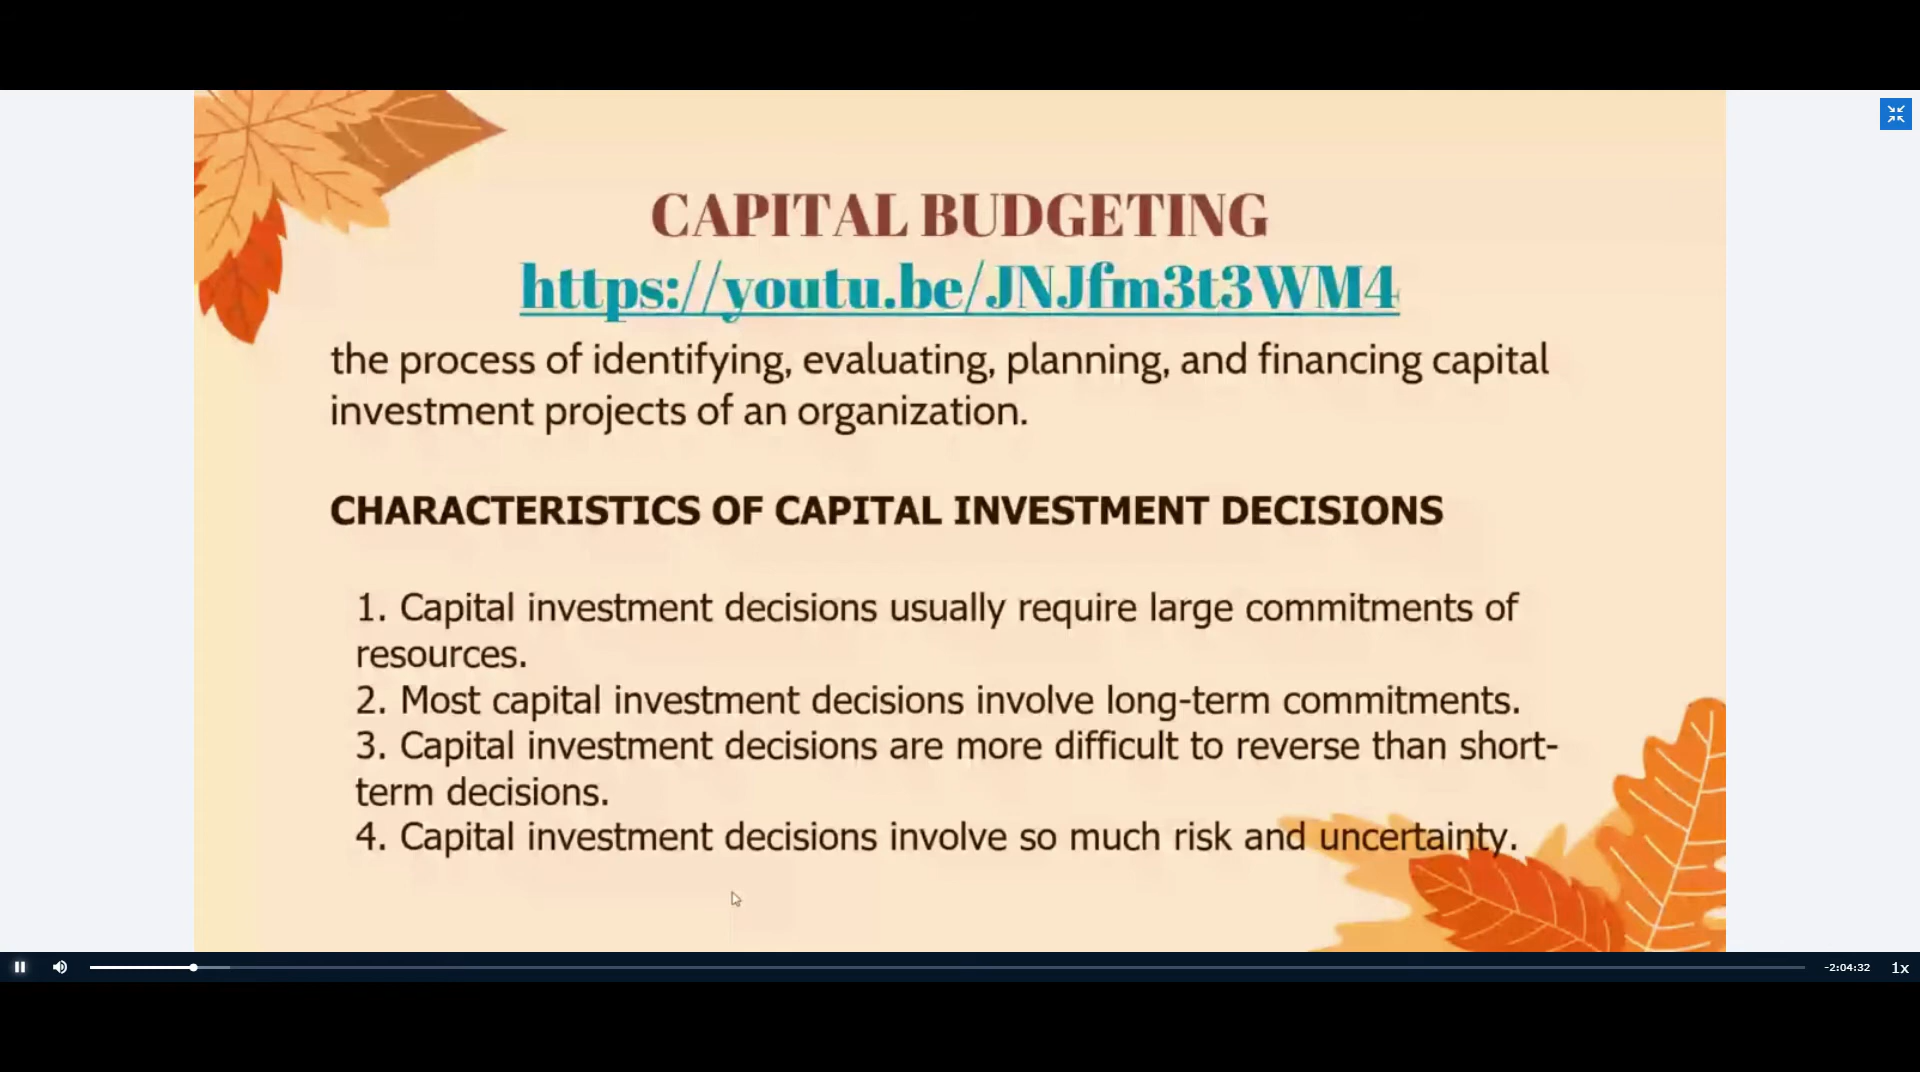 CAPITAL BUDGETING
https://youtu.be/JNJfm3t3WM4
the process of identifying, evaluating, planning, and financing capital
investment projects of an organization.
CHARACTERISTICS OF CAPITAL INVESTMENT DECISIONS
1. Capital investment decisions usually require large commitments of
resources.
2. Most capital investment decisions involve long-term commitments.
3. Capital investment decisions are more difficult to reverse than short-
term decisions.
4. Capital investment decisions involve so much risk and uncertainty.
-2:04:32
1x